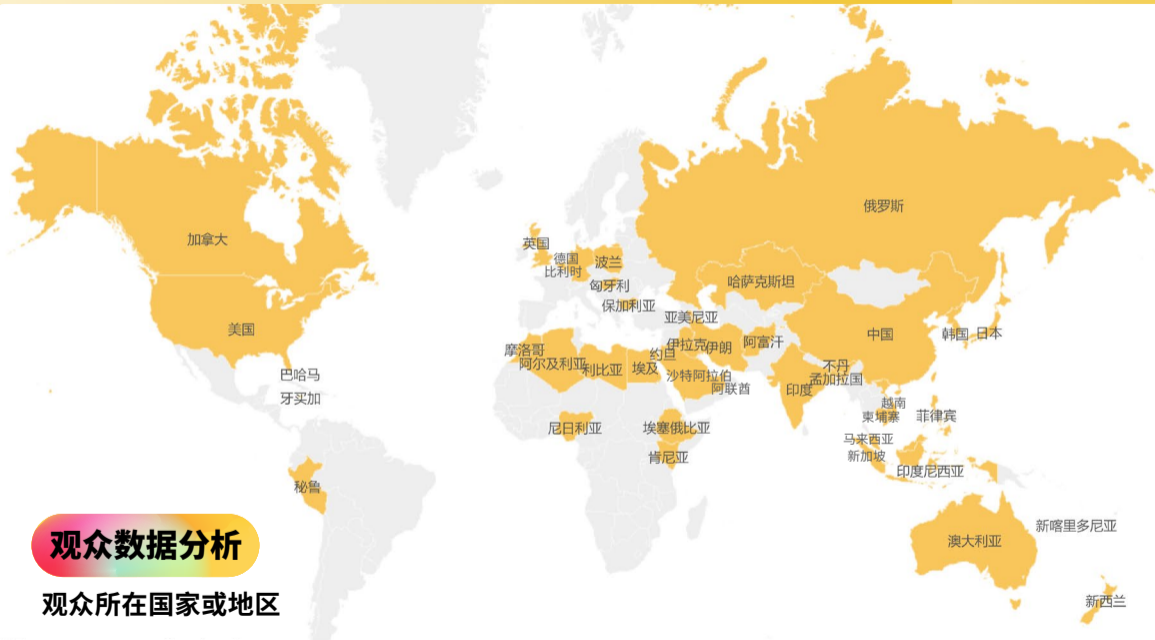 俄罗斯
加拿大
英国
德国
波兰
比利时
匈牙利
哈萨克斯坦
保加利亚
亚美尼亚
美国
中国
韩国
日本
摩洛哥
阿尔及利亚
利比亚
埃及
约旦
伊拉克
伊朗
阿富汗
不丹
孟加拉国
巴哈马
沙特阿拉伯
阿联酋
印度
牙买加
越南
柬埔寨
菲律宾
尼日利亚
埃塞俄比亚
马来西亚
新加坡
肯尼亚
印度尼西亚
秘鲁
新喀里多尼亚
澳大利亚
新西兰
观众数据分析
观众所在国家或地区